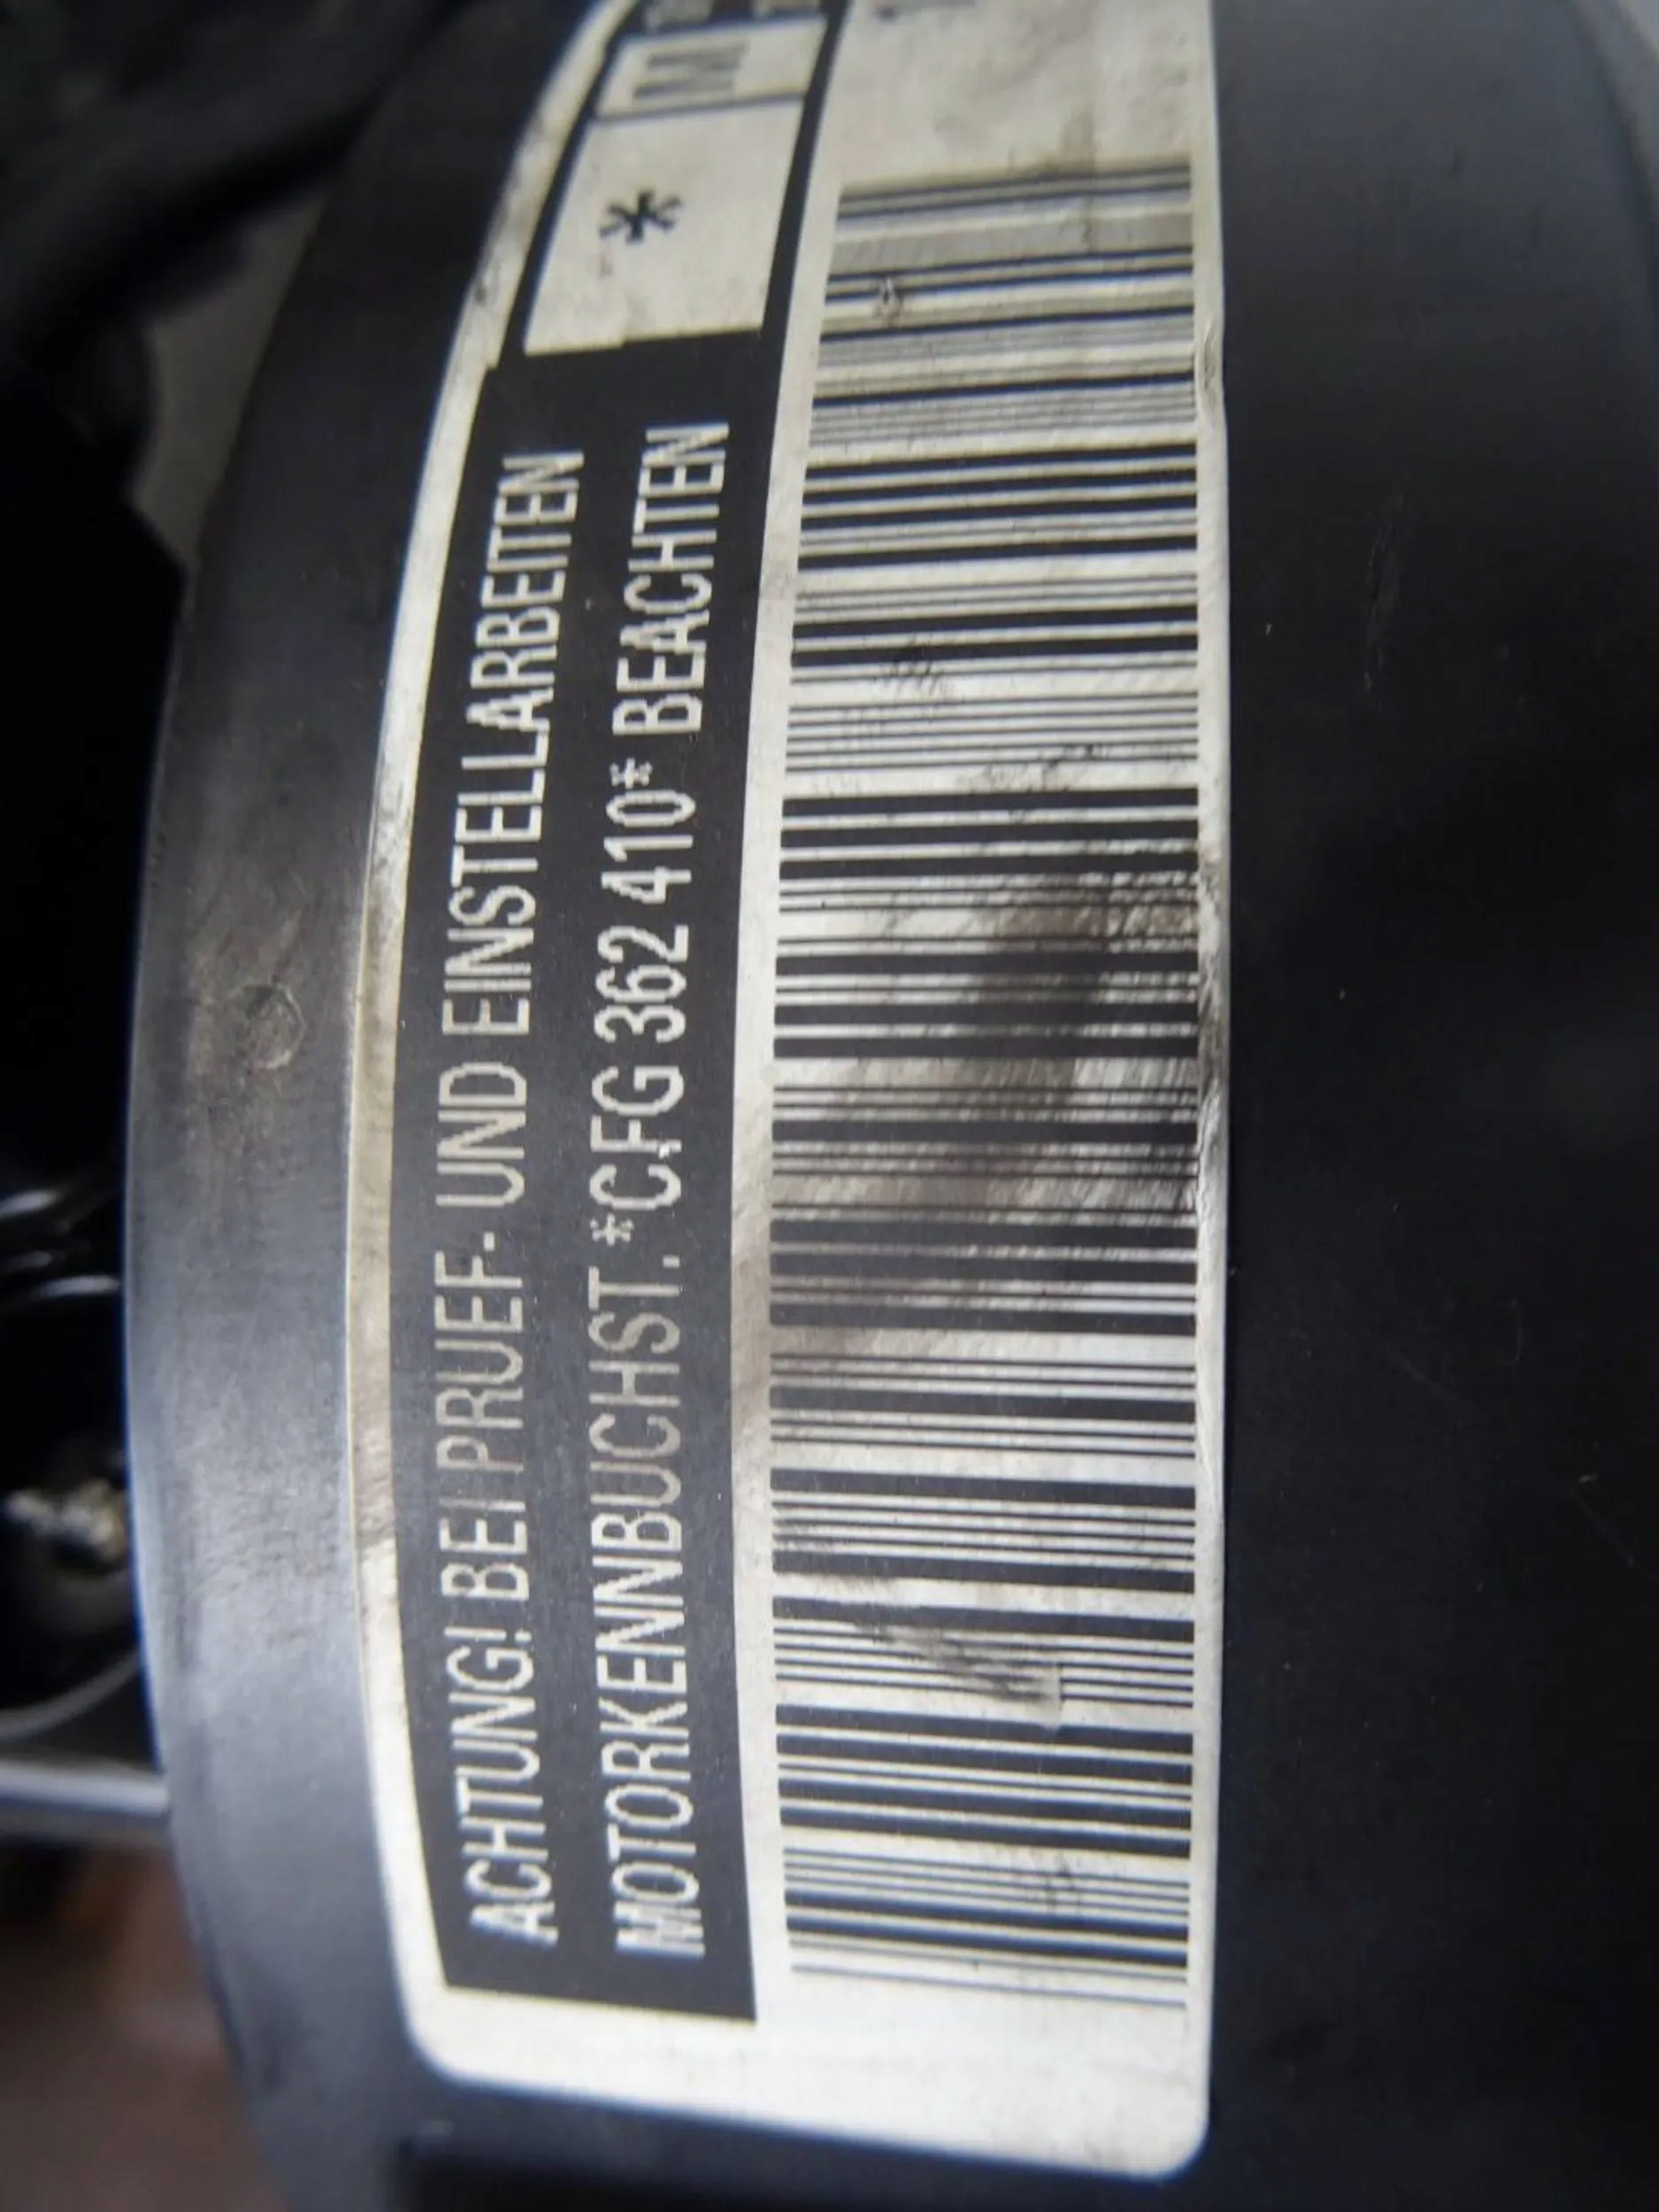 ACHTUNG! BEI PRUEF- UND EINSTELLARBEITEN
MOTORKENNBUCHST. *CFG 362 410* BEACHTEN
*
M